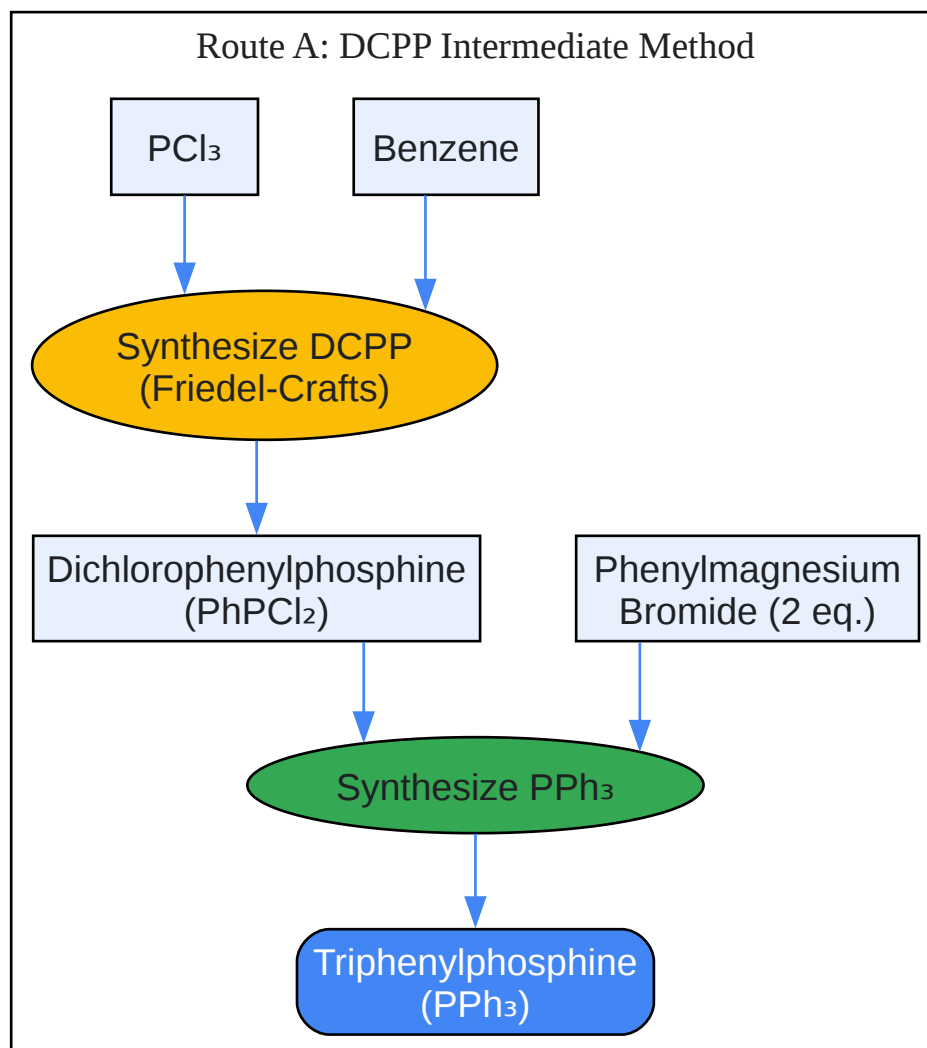 Route A: DCPP Intermediate Method
PCl₃
Benzene
Synthesize DCPP
(Friedel-Crafts)
Dichlorophenylphosphine
(PhPCl₂)
Phenylmagnesium
Bromide (2 eq.)
Synthesize PPh₃
Triphenylphosphine
(PPh₃)